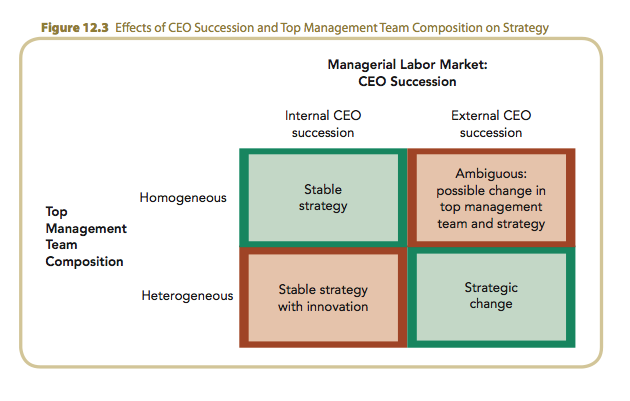 Figure 12.3 Effects of CEO Succession and Top Management Team Composition on Strategy
Managerial Labor Market:
CEO Succession
Internal CEO
succession
External CEO
succession
Top
Management
Team
Composition
Homogeneous
Stable
strategy
Ambiguous:
possible change in
top management
team and strategy
Heterogeneous
Stable strategy
with innovation
Strategic
change